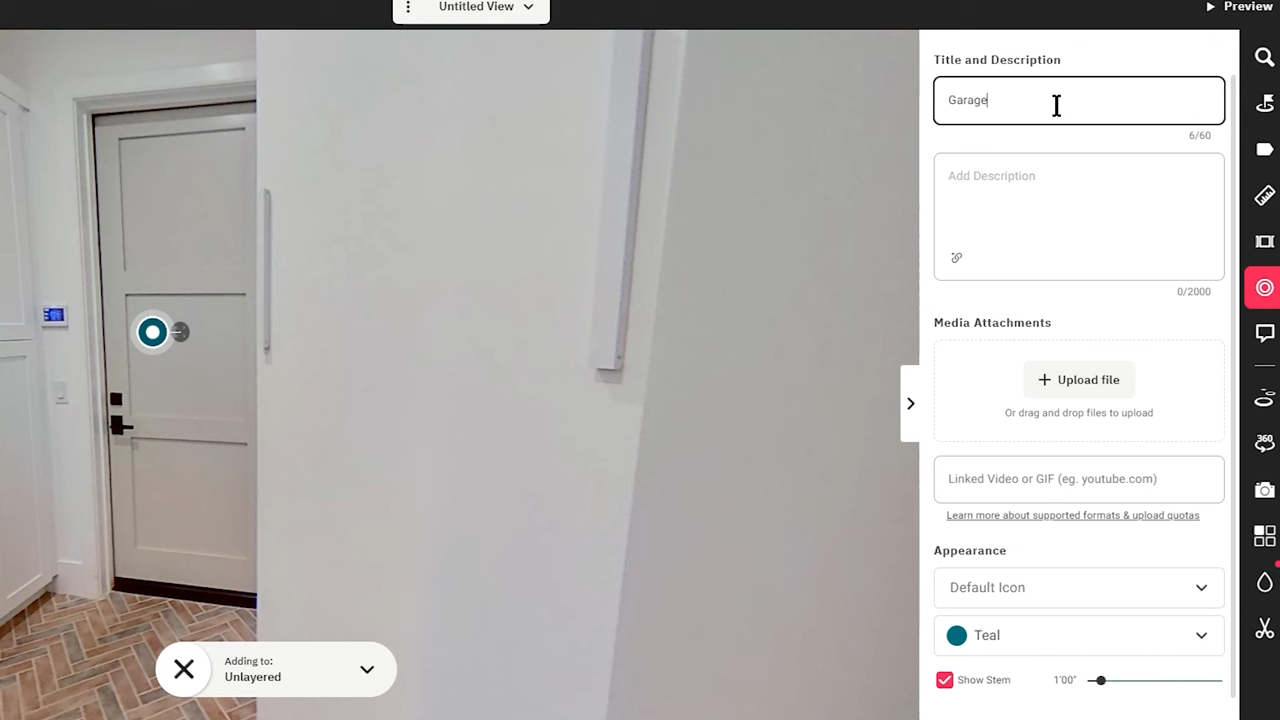 Untitled View
Preview
Title and Description
Garage
6/60
Add Description
0/2000
Media Attachments
+ Upload file
Or drag and drop files to upload
Linked Video or GIF (eg. youtube.com)
Learn more about supported formats & upload quotas
Appearance
Default Icon
Teal
Show Stem 1'00"
Adding to:
Unlayered
360